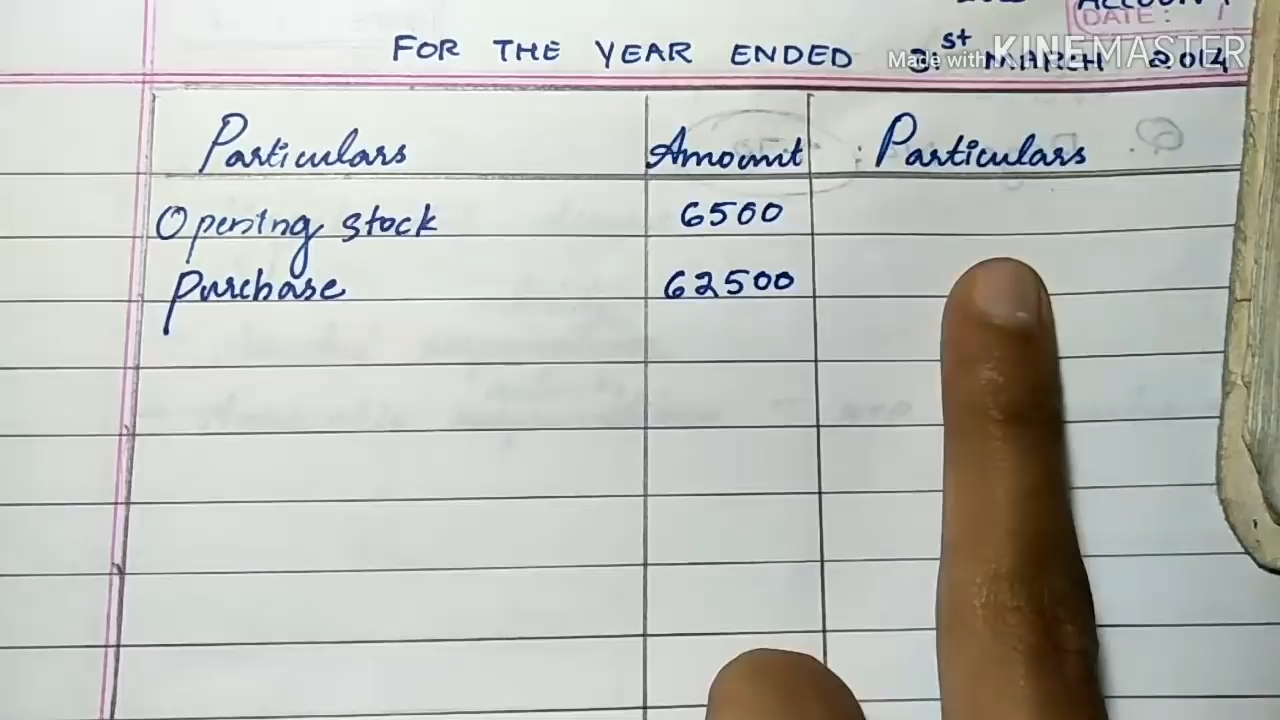 ACCOUNT
DATE: /
FOR THE YEAR ENDED 31st MARCH 2014
Made with KINEMASTER
Particulars Amount Particulars
Opening stock 6500
Purchase 62500